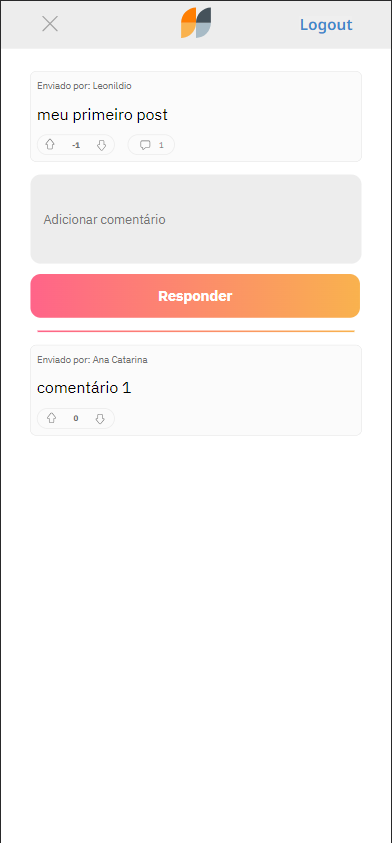 Logout
Enviado por: Leonildio
meu primeiro post
-1 1
Adicionar comentário
Responder
Enviado por: Ana Catarina
comentário 1
0